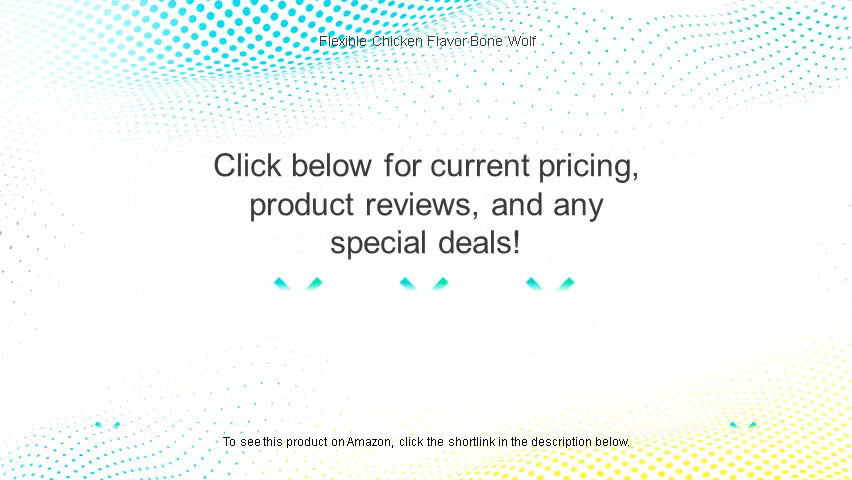 Flexible Chicken Flavor Bone Wolf
Click below for current pricing,
product reviews, and any
special deals!
To see this product on Amazon, click the shortlink in the description below.